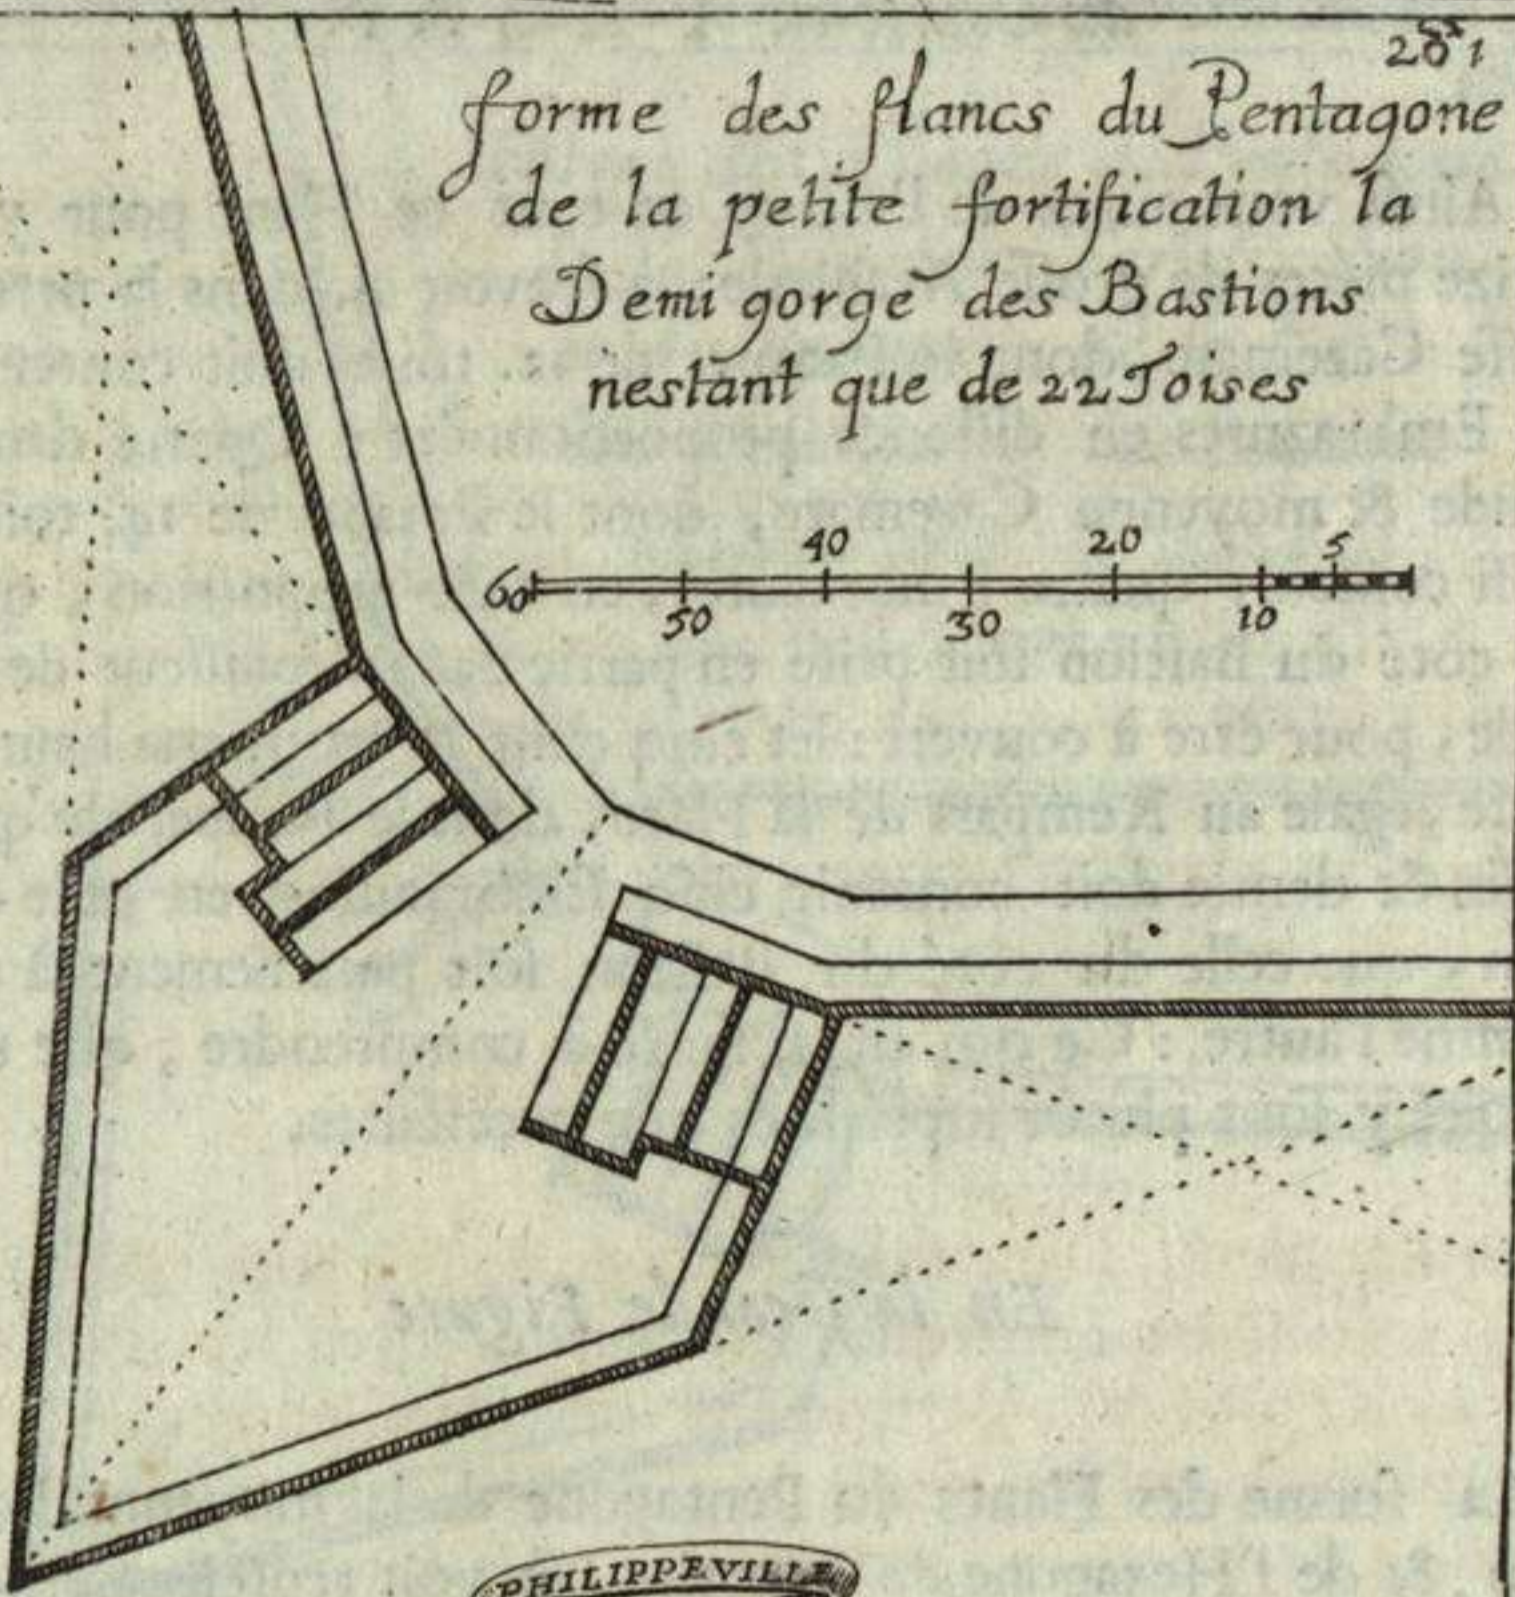 forme des flancs du Pentagone
de la petite fortification la
Demi gorge des Bastions
nestant que de 22 Toises
40 20 5
60
50 30 10
PHILIPPEVILLE